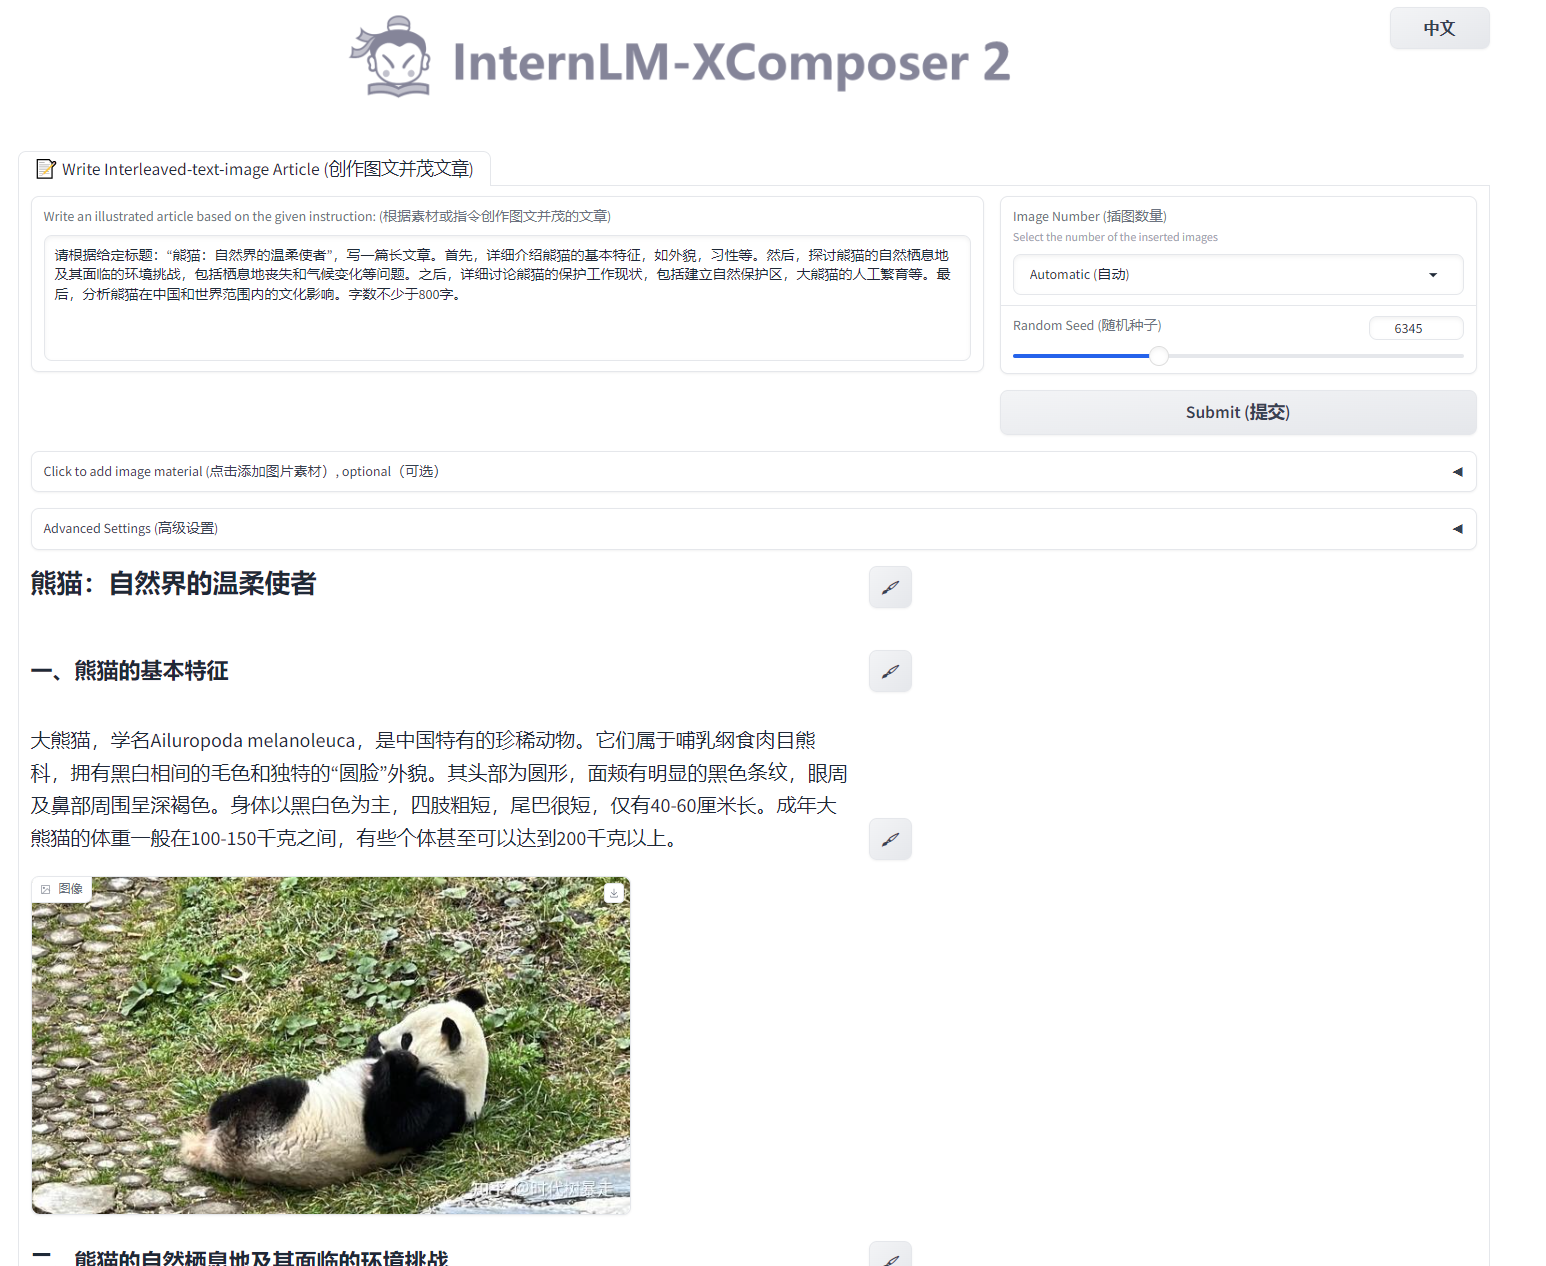 InternLM-XComposer 2
中文
Write Interleaved-text-image Article (创作图文并茂文章)
Write an illustrated article based on the given instruction: (根据素材或指令创作图文并茂的文章)
请根据给定标题：“熊猫：自然界的温柔使者”，写一篇长文章。首先，详细介绍熊猫的基本特征，如外貌，习性等。然后，探讨熊猫的自然栖息地
及其面临的环境挑战，包括栖息地丧失和气候变化等问题。之后，详细讨论熊猫的保护工作现状，包括建立自然保护区，大熊猫的人工繁育等。最
后，分析熊猫在中国和世界范围内的文化影响。字数不少于800字。
Image Number (插图数量)
Select the number of the inserted images
Automatic (自动)
Random Seed (随机种子)
6345
Submit (提交)
Click to add image material (点击添加图片素材）, optional（可选）
Advanced Settings (高级设置)
熊猫：自然界的温柔使者
一、熊猫的基本特征
大熊猫，学名Ailuropoda melanoleuca，是中国特有的珍稀动物。它们属于哺乳纲食肉目熊
科，拥有黑白相间的毛色和独特的“圆脸”外貌。其头部为圆形，面颊有明显的黑色条纹，眼周
及鼻部周围呈深褐色。身体以黑白色为主，四肢粗短，尾巴很短，仅有40-60厘米长。成年大
熊猫的体重一般在100-150千克之间，有些个体甚至可以达到200千克以上。
图像
知乎 @时代树暴走
二、熊猫的自然栖息地及其面临的环境挑战